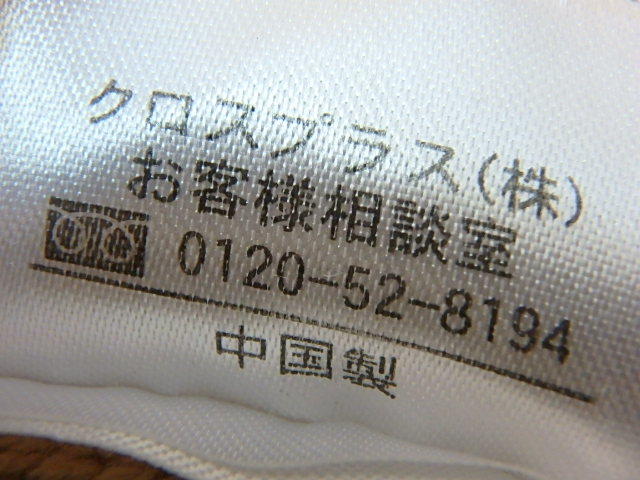 クロスプラス(株)
お客様相談室
0120-52-8194
中国製